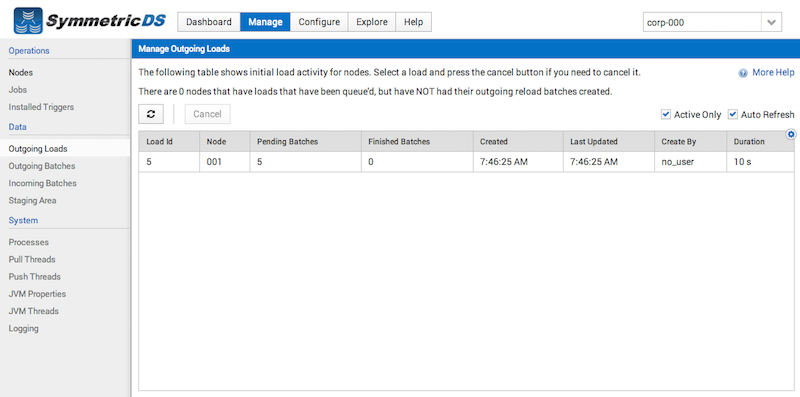 SymmetricDS
Dashboard Manage Configure Explore Help
corp-000
Operations
Nodes
Jobs
Installed Triggers
Data
Outgoing Loads
Outgoing Batches
Incoming Batches
Staging Area
System
Processes
Pull Threads
Push Threads
JVM Properties
JVM Threads
Logging
Manage Outgoing Loads
The following table shows initial load activity for nodes. Select a load and press the cancel button if you need to cancel it.
More Help
There are 0 nodes that have loads that have been queue'd, but have NOT had their outgoing reload batches created.
Cancel
Active Only Auto Refresh
Load Id Node Pending Batches Finished Batches Created Last Updated Create By Duration
5 001 5 0 7:46:25 AM 7:46:25 AM no_user 10 s